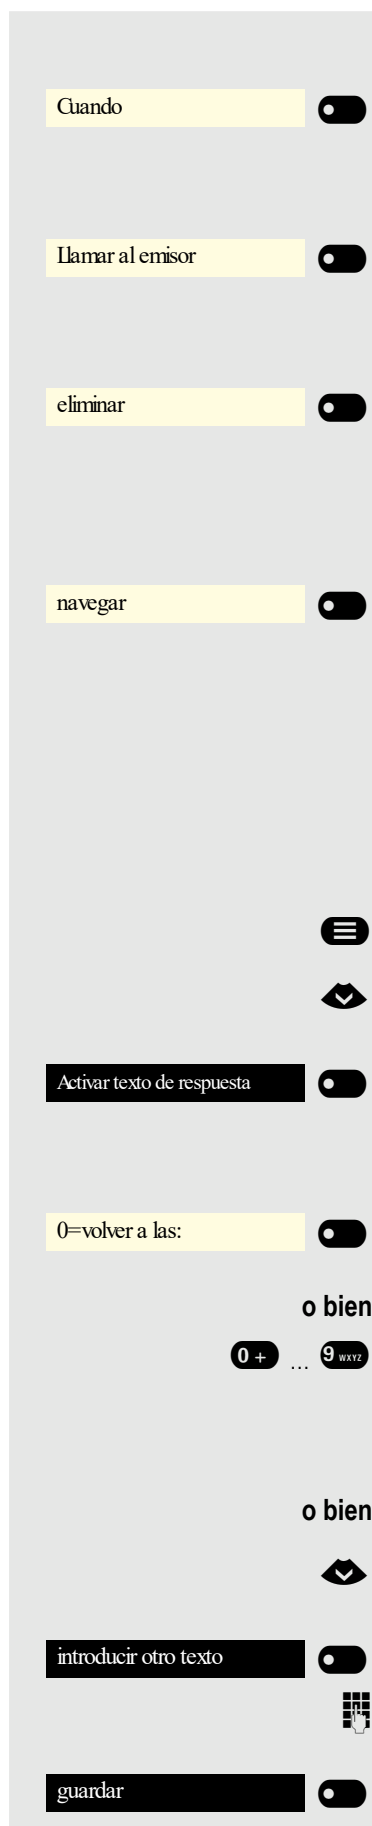 Cuando
Llamar al emisor
eliminar
navegar
Activar texto de respuesta
0=volver a las:
o bien
0 + ... 9 WXYZ
o bien
introducir otro texto
guardar